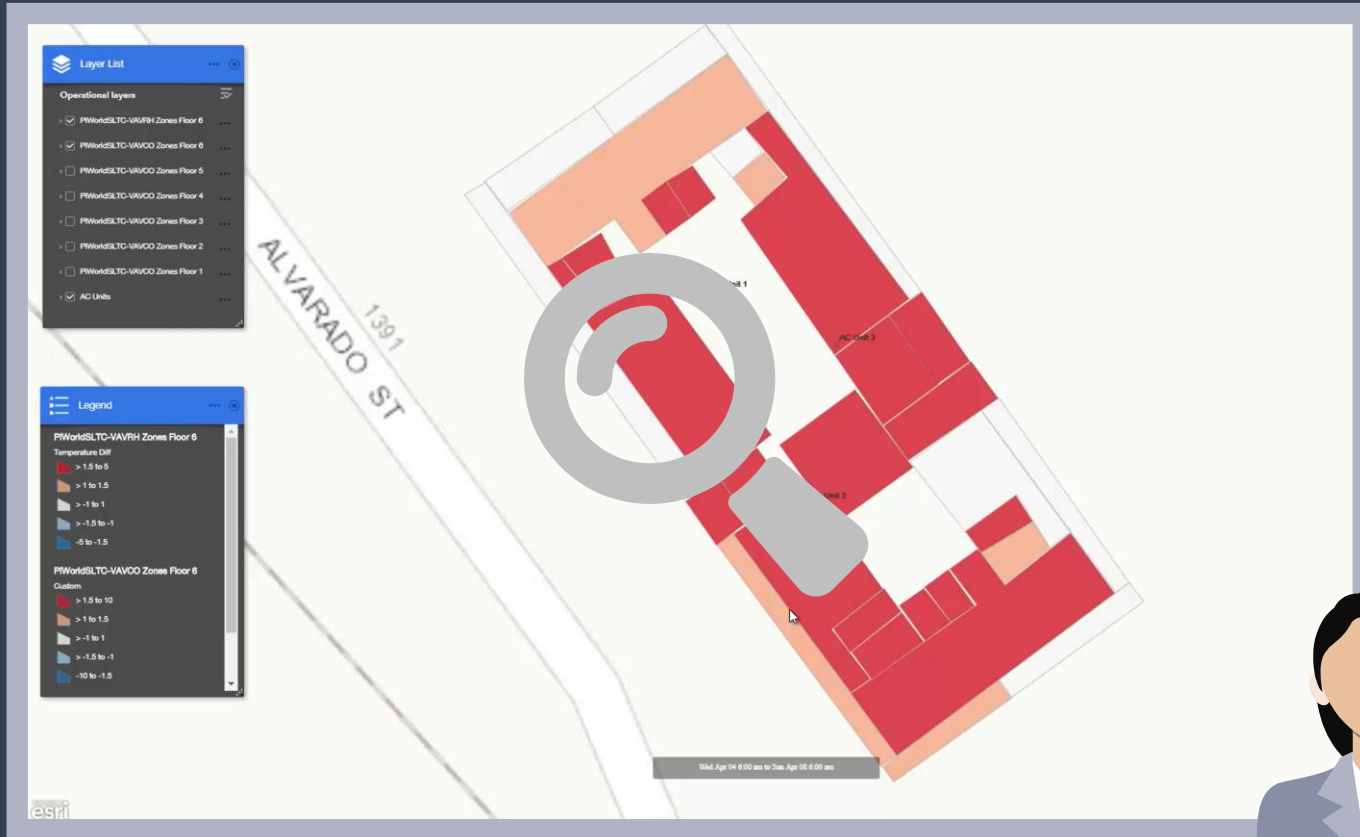 Layer List
Operational layers
PIWorldSLTC-VAVRH Zones Floor 6
PIWorldSLTC-VAVCO Zones Floor 6
PIWorldSLTC-VAVCO Zones Floor 5
PIWorldSLTC-VAVCO Zones Floor 4
PIWorldSLTC-VAVCO Zones Floor 3
PIWorldSLTC-VAVCO Zones Floor 2
PIWorldSLTC-VAVCO Zones Floor 1
AC Units
Legend
PIWorldSLTC-VAVRH Zones Floor 6
Temperature Diff
> 1.5 to 5
> 1 to 1.5
> -1 to 1
> -1.5 to -1
-5 to -1.5
PIWorldSLTC-VAVCO Zones Floor 6
Custom
> 1.5 to 10
> 1 to 1.5
> -1 to 1
> -1.5 to -1
-10 to -1.5
ALVARADO ST
1391
1
AC Unit 3
Unit 2
Wed Apr 04 6:00 am to Sun Apr 08 6:00 am
esri